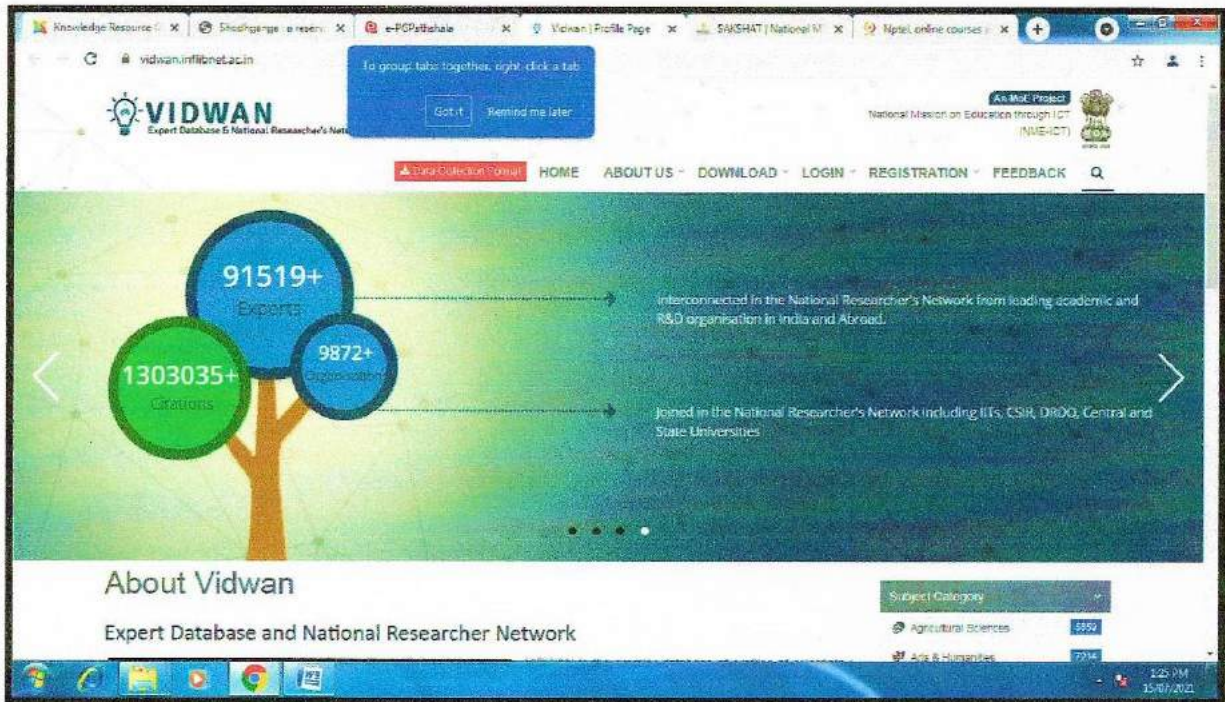 Knowledge Resource
Shodhganga : a reserv
e-PGPathshala
Vidwan | Profile Page
SAKSHAT | National M
Nptel, online courses
vidwan.inflibnet.ac.in
To group tabs together, right-click a tab
Got it
Remind me later
VIDWAN
Expert Database & National Researcher's Netw
An MoE Project
National Mission on Education through ICT
(NME-ICT)
Data Collection Format
HOME
ABOUT US
DOWNLOAD
LOGIN
REGISTRATION
FEEDBACK
91519+
Experts
9872+
Organisations
1303035+
Citations
Interconnected in the National Researcher's Network from leading academic and
R&D organisation in India and Abroad.
Joined in the National Researcher's Network including IITs, CSIR, DRDO, Central and
State Universities
About Vidwan
Expert Database and National Researcher Network
Subject Category
Agricultural Sciences
Arts & Humanities
1:25 PM
15/07/2021